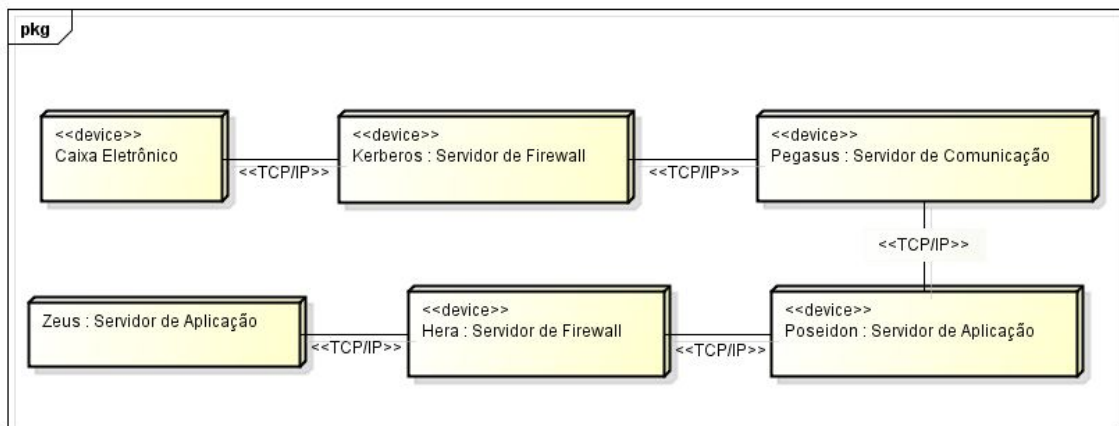 pkg
<<device>>
Caixa Eletrônico
<<TCP/IP>>
<<device>>
Kerberos : Servidor de Firewall
<<TCP/IP>>
<<device>>
Pegasus : Servidor de Comunicação
<<TCP/IP>>
Zeus : Servidor de Aplicação
<<TCP/IP>>
<<device>>
Hera : Servidor de Firewall
<<TCP/IP>>
<<device>>
Poseidon : Servidor de Aplicação